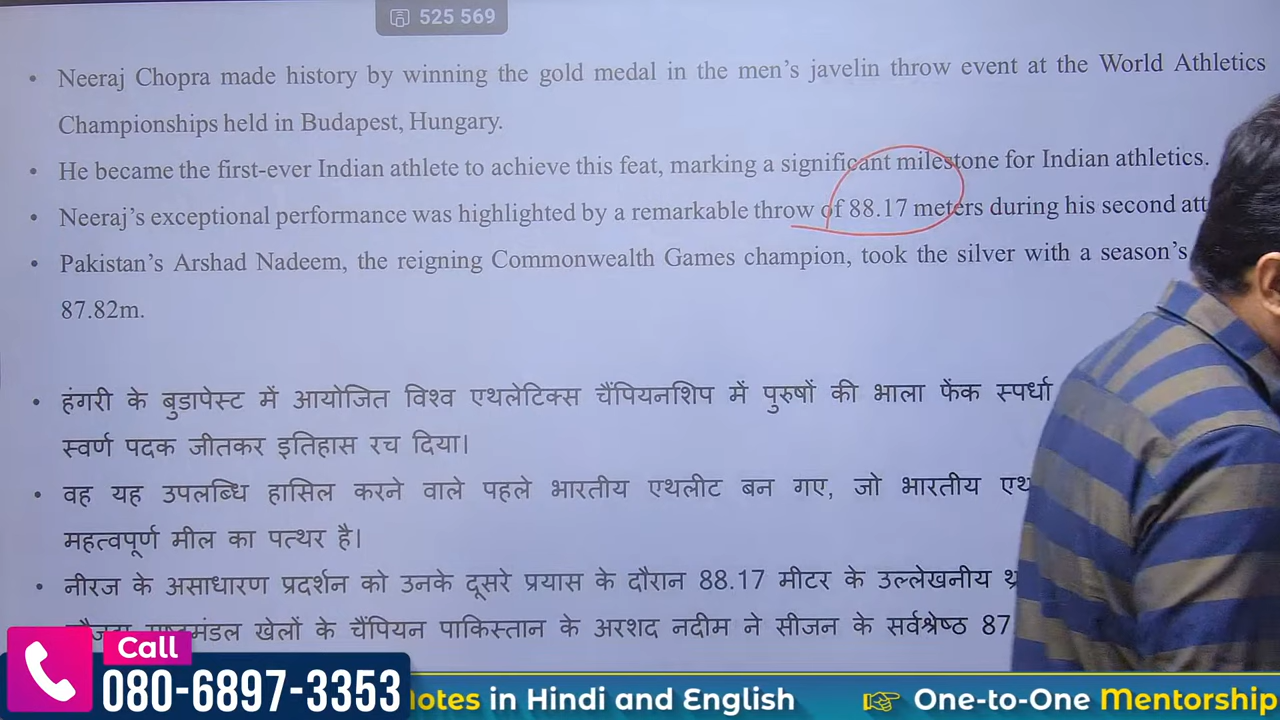 525 569
• Neeraj Chopra made history by winning the gold medal in the men’s javelin throw event at the World Athletics
Championships held in Budapest, Hungary.
• He became the first-ever Indian athlete to achieve this feat, marking a significant milestone for Indian athletics.
• Neeraj’s exceptional performance was highlighted by a remarkable throw of 88.17 meters during his second
• Pakistan’s Arshad Nadeem, the reigning Commonwealth Games champion, took the silver with a season’s
87.82m.
• हंगरी के बुडापेस्ट में आयोजित विश्व एथलेटिक्स चैंपियनशिप में पुरुषों की भाला फेंक स्पर्धा
स्वर्ण पदक जीतकर इतिहास रच दिया।
• वह यह उपलब्धि हासिल करने वाले पहले भारतीय एथलीट बन गए, जो भारतीय
महत्वपूर्ण मील का पत्थर है।
• नीरज के असाधारण प्रदर्शन को उनके दूसरे प्रयास के दौरान 88.17 मीटर के उल्लेखनीय
खेलों के चैंपियन पाकिस्तान के अरशद नदीम ने सीजन के सर्वश्रेष्ठ 87
Call
080-6897-3353
in Hindi and English
One-to-One Mentorship